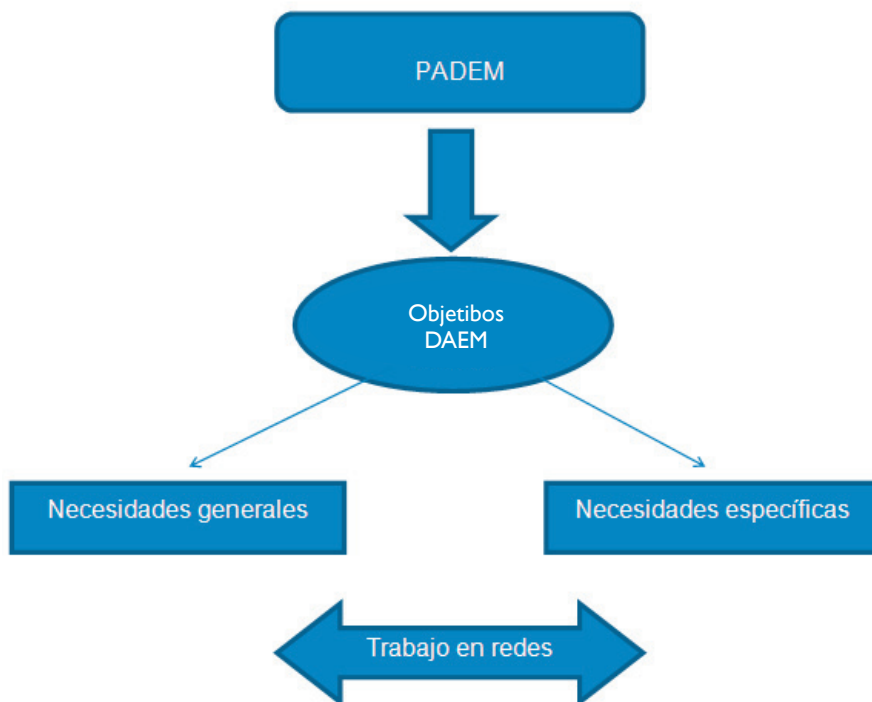 PADEM
Objetibos
DAEM
Necesidades generales
Necesidades específicas
Trabajo en redes